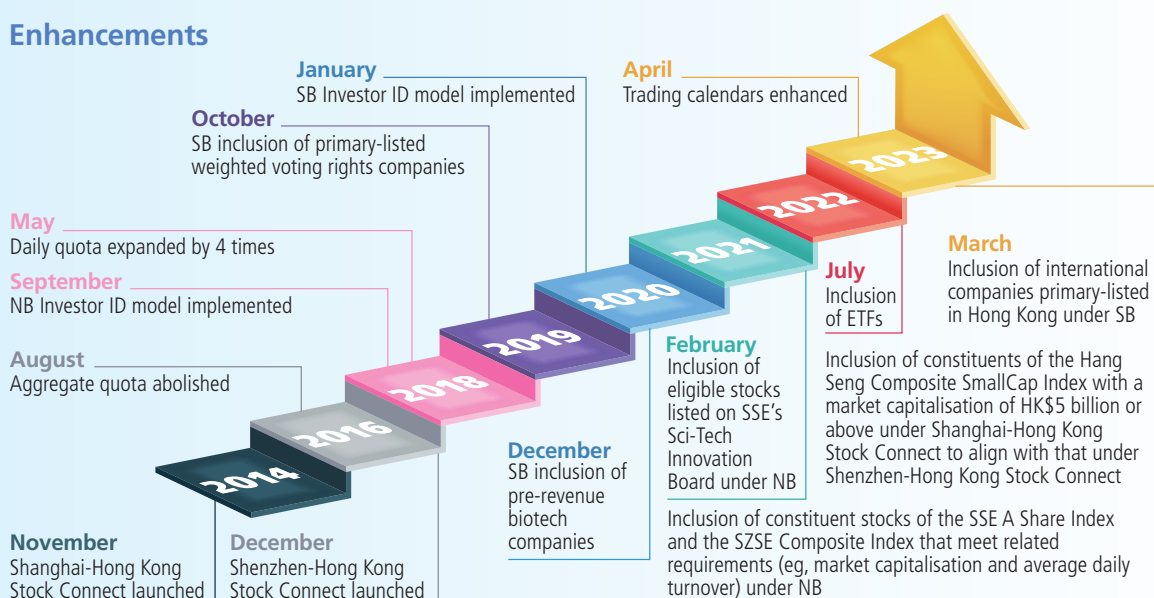 Enhancements
January
SB Investor ID model implemented
April
Trading calendars enhanced
October
SB inclusion of primary-listed
weighted voting rights companies
May
Daily quota expanded by 4 times
September
NB Investor ID model implemented
August
Aggregate quota abolished
2014
2016
2018
2019
2020
2021
2022
2023
November
Shanghai-Hong Kong
Stock Connect launched
December
Shenzhen-Hong Kong
Stock Connect launched
December
SB inclusion of
pre-revenue
biotech
companies
February
Inclusion of
eligible stocks
listed on SSE’s
Sci-Tech
Innovation
Board under NB
July
Inclusion
of ETFs
March
Inclusion of international
companies primary-listed
in Hong Kong under SB
Inclusion of constituents of the Hang
Seng Composite SmallCap Index with a
market capitalisation of HK$5 billion or
above under Shanghai-Hong Kong
Stock Connect to align with that under
Shenzhen-Hong Kong Stock Connect
Inclusion of constituent stocks of the SSE A Share Index
and the SZSE Composite Index that meet related
requirements (eg, market capitalisation and average daily
turnover) under NB